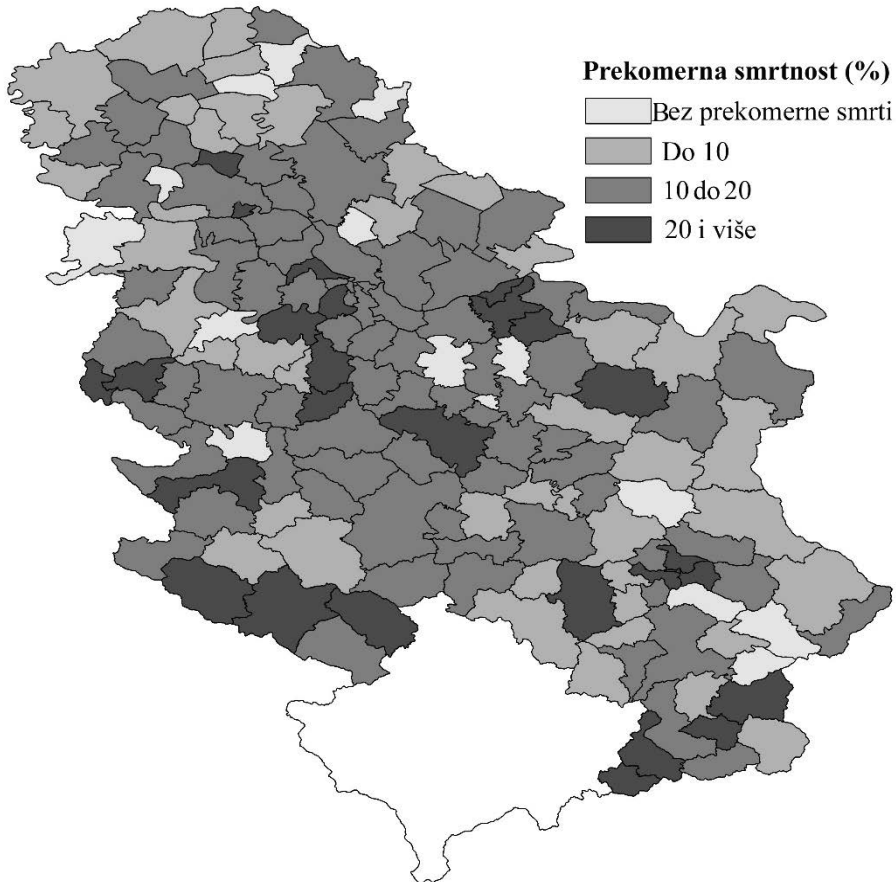 Prekomerna smrtnost (%)
Bez prekomerne smrti
Do 10
10 do 20
20 i više